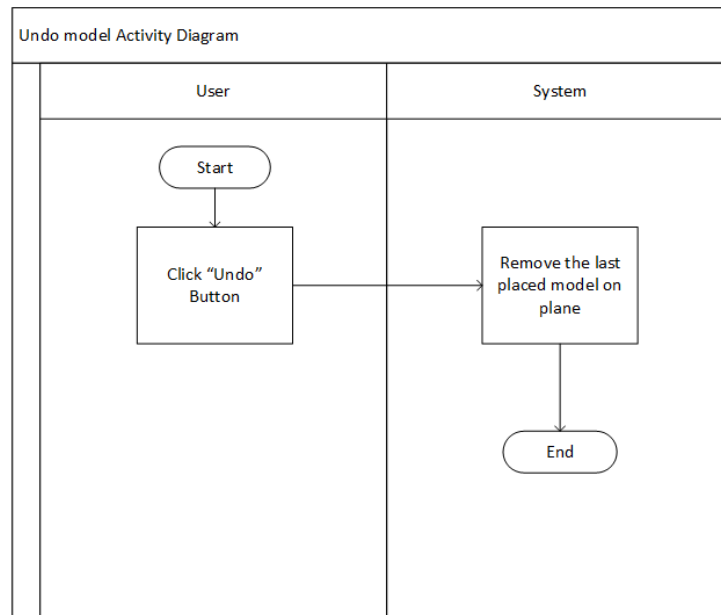 Undo model Activity Diagram
User
System
Start
Click “Undo”
Button
Remove the last
placed model on
plane
End